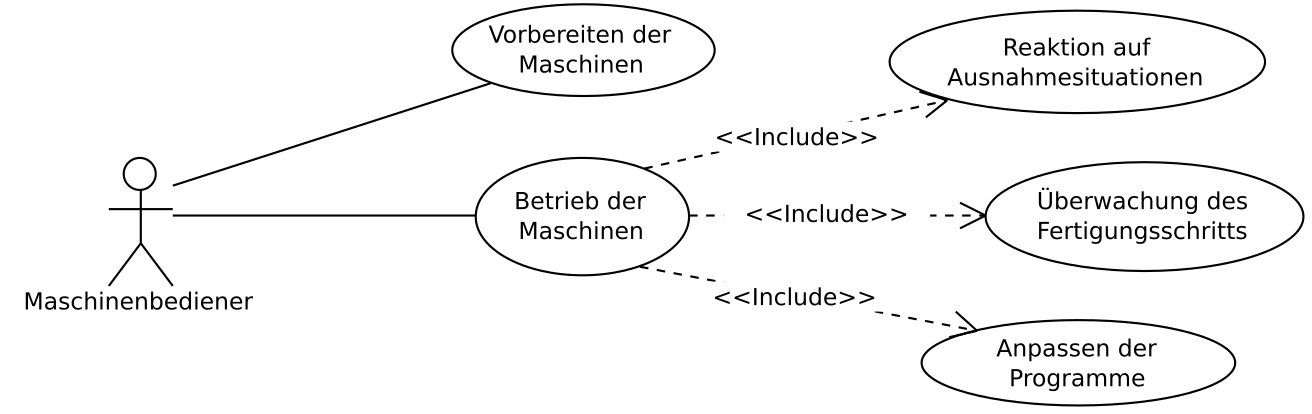 Vorbereiten der
Maschinen
Reaktion auf
Ausnahmesituationen
<<Include>>
Betrieb der
Maschinen
<<Include>>
Überwachung des
Fertigungsschritts
Maschinenbediener
<<Include>>
Anpassen der
Programme